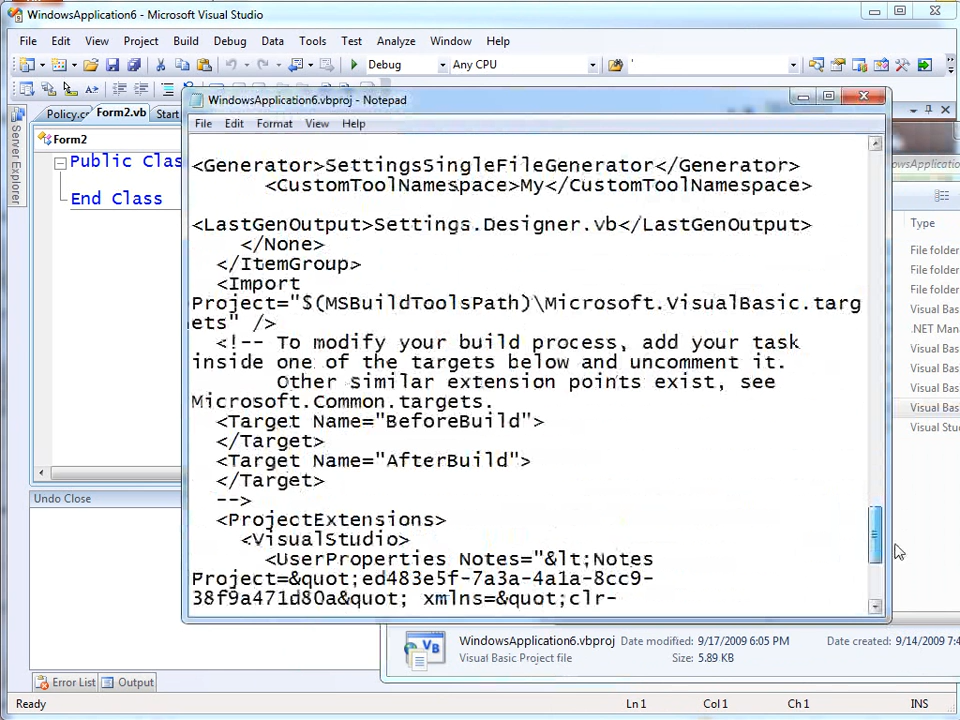 WindowsApplication6 - Microsoft Visual Studio
File Edit View Project Build Debug Data Tools Test Analyze Window Help
Debug Any CPU '
Form2.vb Start
Form2
Public Clas
End Class
Server Explorer
WindowsApplication6.vbproj - Notepad
File Edit Format View Help
<Generator>SettingsSingleFileGenerator</Generator>
<CustomToolNamespace>My</CustomToolNamespace>
<LastGenOutput>Settings.Designer.vb</LastGenOutput>
</None>
</ItemGroup>
<Import
Project="$(MSBuildToolsPath)\Microsoft.VisualBasic.targ
ets" />
<!-- To modify your build process, add your task
inside one of the targets below and uncomment it.
Other similar extension points exist, see
Microsoft.Common.targets.
<Target Name="BeforeBuild">
</Target>
<Target Name="AfterBuild">
</Target>
-->
<ProjectExtensions>
<VisualStudio>
<UserProperties Notes="&lt;Notes
Project=&quot;ed483e5f-7a3a-4a1a-8cc9-
38f9a471d80a&quot; xmlns=&quot;clr-
Type
File folder
File folder
File folder
Visual Bas
.NET Mana
Visual Bas
Visual Bas
Visual Bas
Visual Bas
Visual Stu
Undo Close
Error List Output
WindowsApplication6.vbproj Date modified: 9/17/2009 6:05 PM Date created: 9/14/2009 7:4
Visual Basic Project file Size: 5.89 KB
Ready Ln 1 Col 1 Ch 1 INS